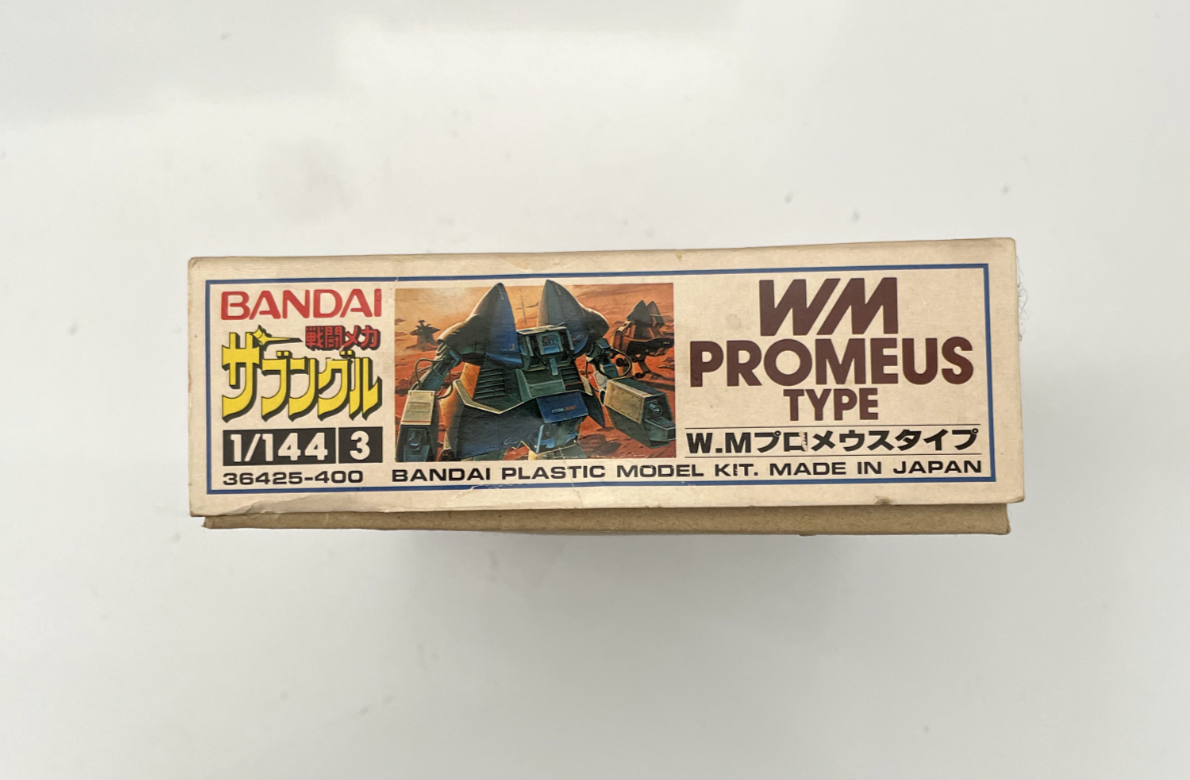 BANDAI
戦闘メカ
ザブングル
1/144 3
36425-400
WM
PROMEUS
TYPE
W.Mプロメウスタイプ
BANDAI PLASTIC MODEL KIT. MADE IN JAPAN